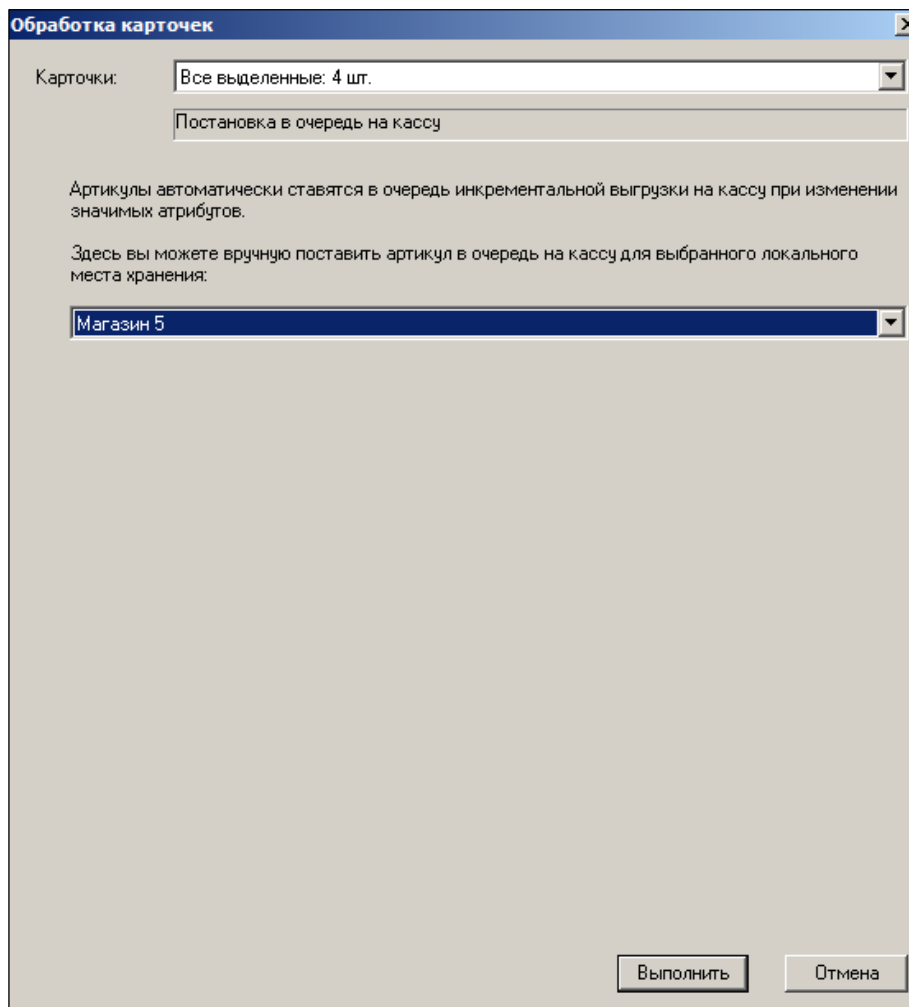 Обработка карточек
Карточки: Все выделенные: 4 шт.
Постановка в очередь на кассу
Артикулы автоматически ставятся в очередь инкрементальной выгрузки на кассу при изменении
значимых атрибутов.
Здесь вы можете вручную поставить артикул в очередь на кассу для выбранного локального
места хранения:
Магазин 5
Выполнить Отмена